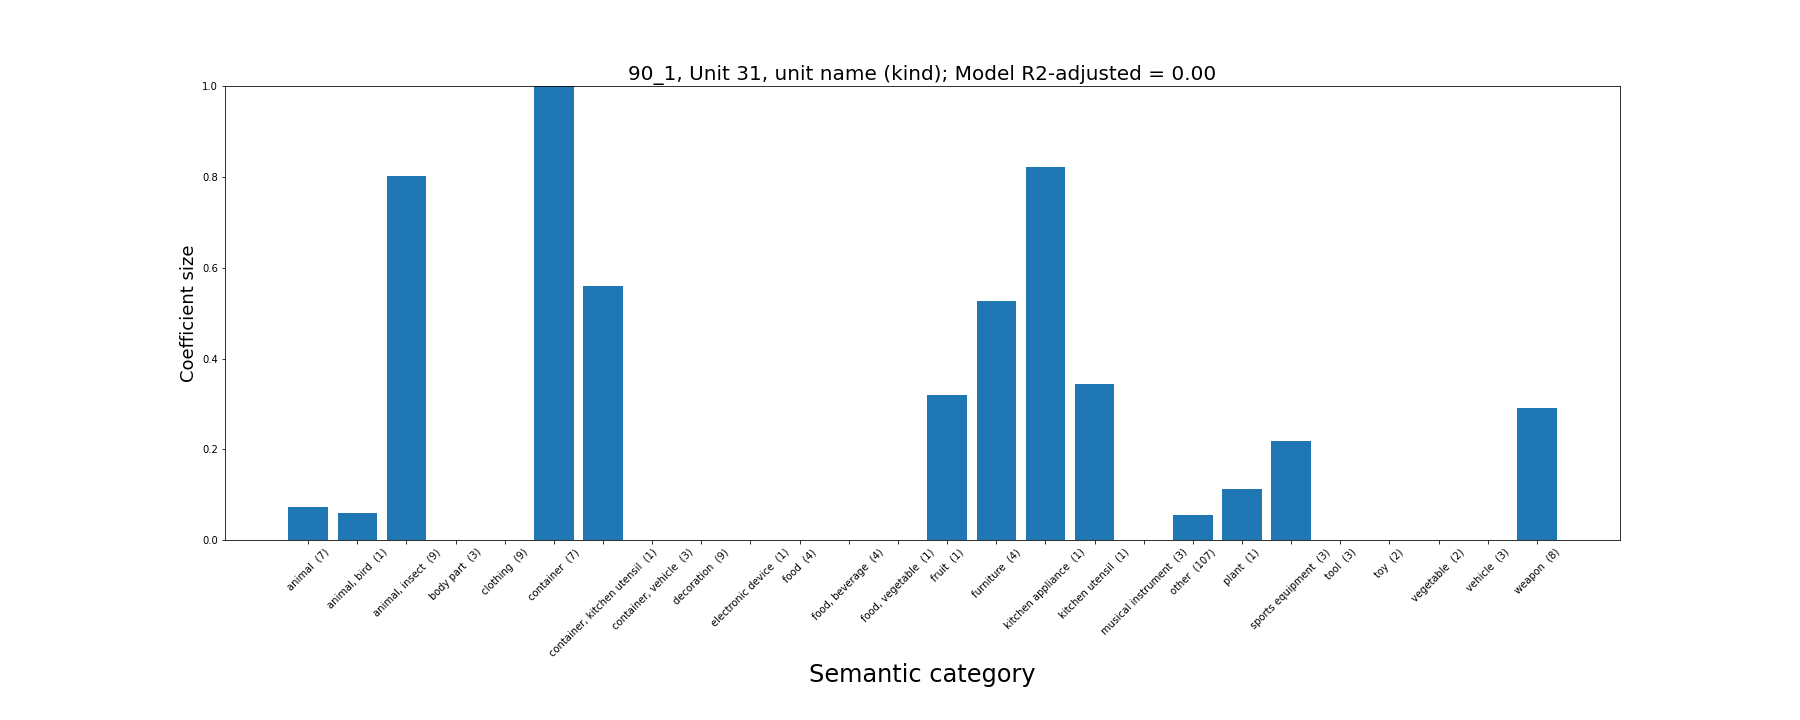 90_1, Unit 31, unit name (kind); Model R2-adjusted = 0.00
Coefficient size
1.0
0.8
0.6
0.4
0.2
0.0
animal (7)
animal, bird (1)
animal, insect (9)
body part (3)
clothing (9)
container (7)
container, kitchen utensil (1)
container, vehicle (3)
decoration (9)
electronic device (1)
food (4)
food, beverage (4)
food, vegetable (1)
fruit (1)
furniture (4)
kitchen appliance (1)
kitchen utensil (1)
musical instrument (3)
other (107)
plant (1)
sports equipment (3)
tool (3)
toy (2)
vegetable (2)
vehicle (3)
weapon (8)
Semantic category